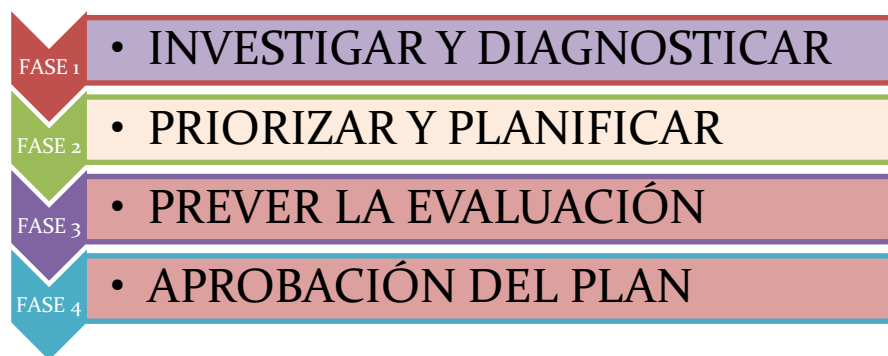 FASE 1
• INVESTIGAR Y DIAGNOSTICAR
FASE 2
• PRIORIZAR Y PLANIFICAR
FASE 3
• PREVER LA EVALUACIÓN
FASE 4
• APROBACIÓN DEL PLAN